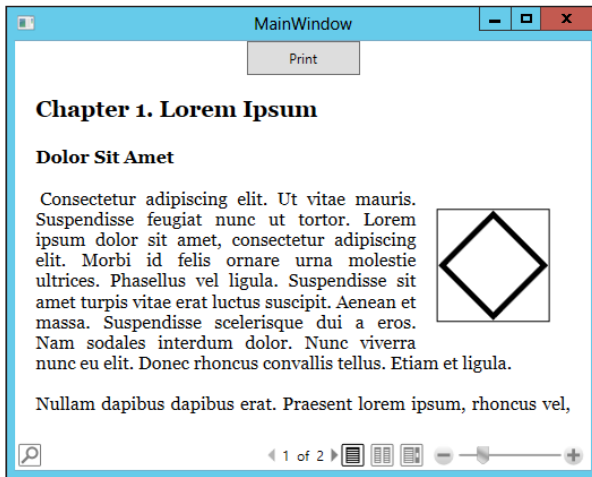 MainWindow
Print
Chapter 1. Lorem Ipsum
Dolor Sit Amet
Consectetur adipiscing elit. Ut vitae mauris.
Suspendisse feugiat nunc ut tortor. Lorem
ipsum dolor sit amet, consectetur adipiscing
elit. Morbi id felis ornare urna molestie
ultrices. Phasellus vel ligula. Suspendisse sit
amet turpis vitae erat luctus suscipit. Aenean et
massa. Suspendisse scelerisque dui a eros.
Nam sodales interdum dolor. Nunc viverra
nunc eu elit. Donec rhoncus convallis tellus. Etiam et ligula.
Nullam dapibus dapibus erat. Praesent lorem ipsum, rhoncus vel,
1 of 2